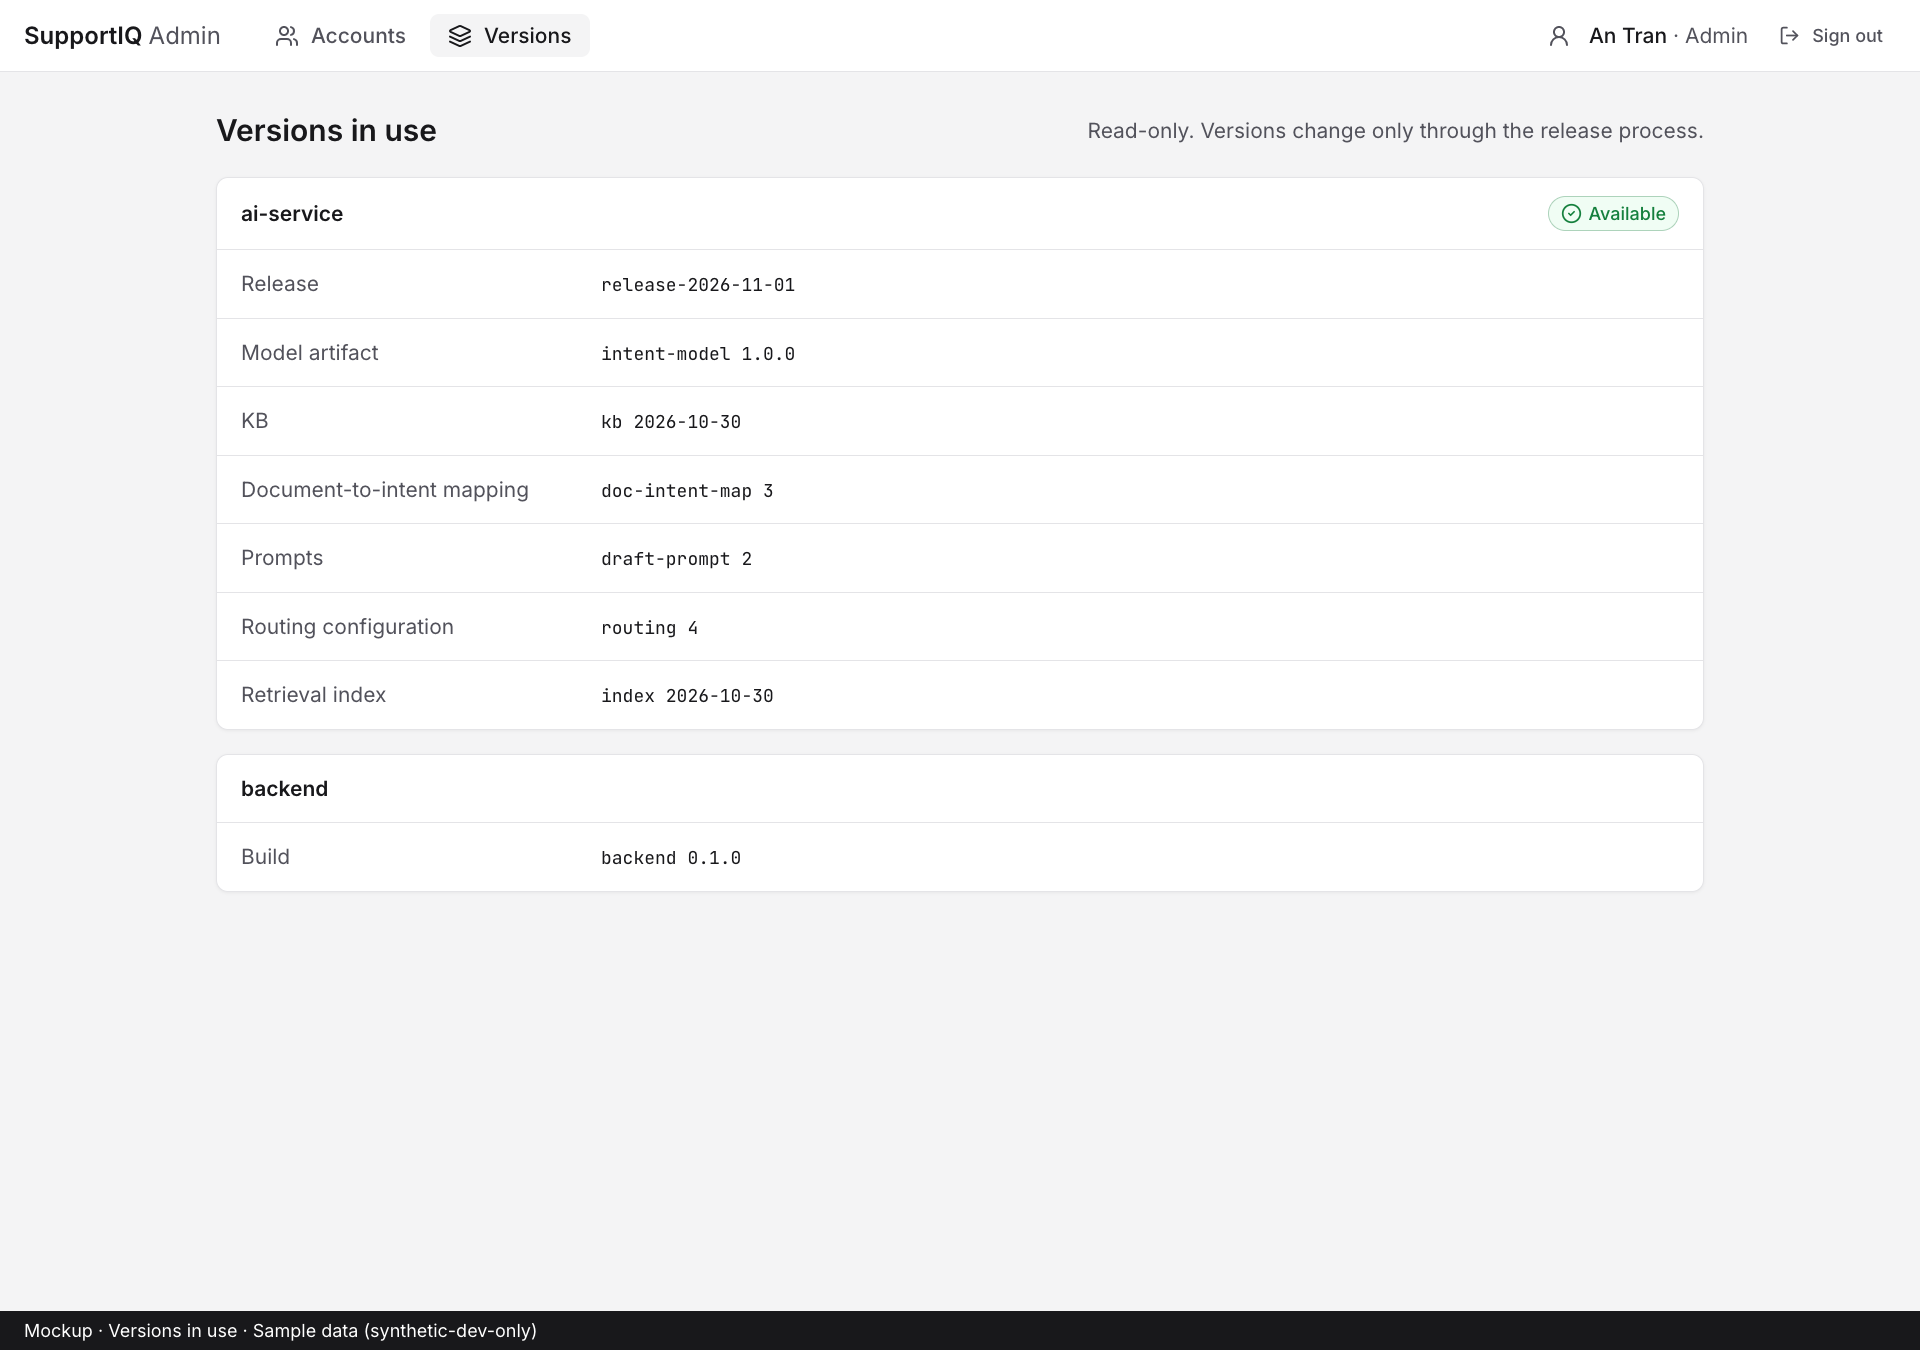 SupportIQ Admin Accounts Versions An Tran · Admin Sign out
Versions in use Read-only. Versions change only through the release process.
ai-service Available
Release release-2026-11-01
Model artifact intent-model 1.0.0
KB kb 2026-10-30
Document-to-intent mapping doc-intent-map 3
Prompts draft-prompt 2
Routing configuration routing 4
Retrieval index index 2026-10-30
backend
Build backend 0.1.0
Mockup · Versions in use · Sample data (synthetic-dev-only)